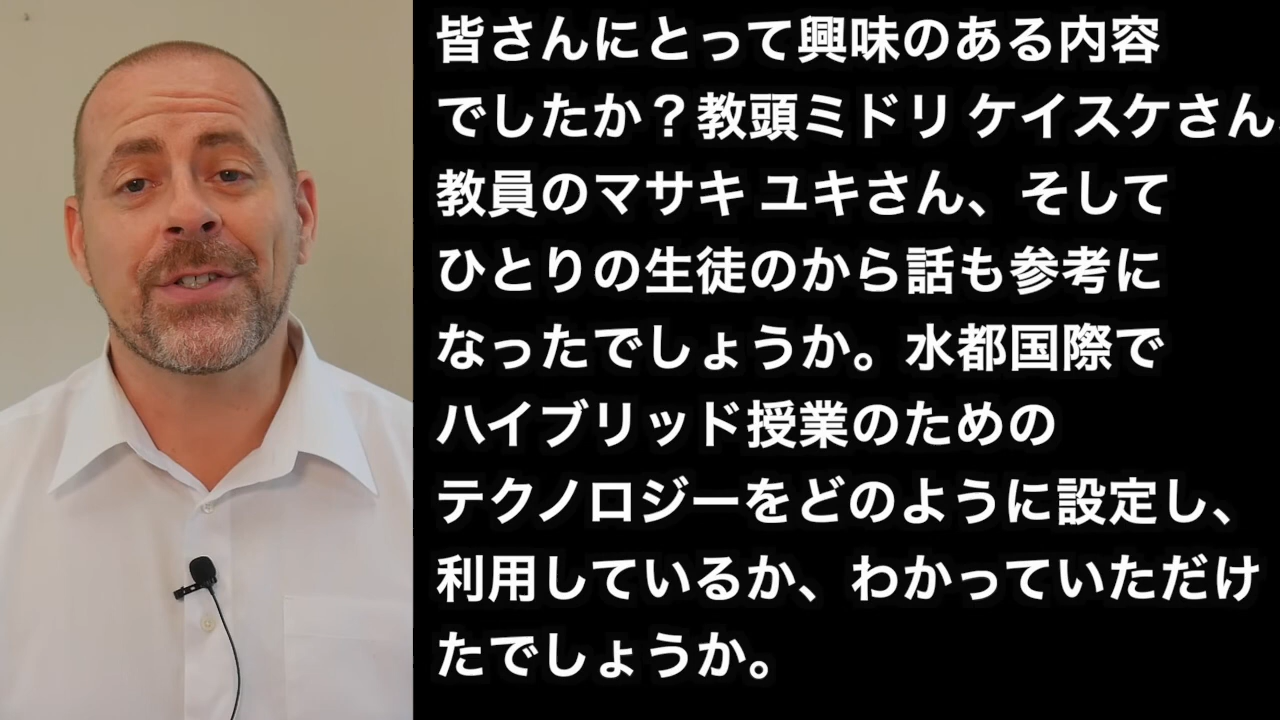 皆さんにとって興味のある内容
でしたか？教頭ミドリ ケイスケさん
教員のマサキ ユキさん、そして
ひとりの生徒のから話も参考に
なったでしょうか。水都国際で
ハイブリッド授業のための
テクノロジーをどのように設定し、
利用しているか、わかっていただけ
たでしょうか。